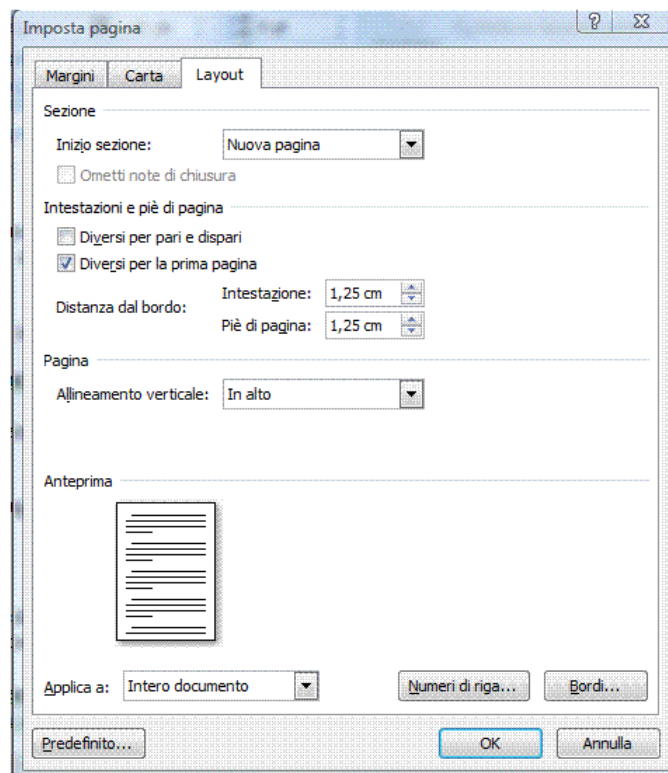 Imposta pagina
Margini Carta Layout
Sezione
Inizio sezione: Nuova pagina
Ometti note di chiusura
Intestazioni e piè di pagina
Diversi per pari e dispari
Diversi per la prima pagina
Distanza dal bordo:
Intestazione: 1,25 cm
Piè di pagina: 1,25 cm
Pagina
Allineamento verticale: In alto
Anteprima
Applica a: Intero documento Numeri di riga... Bordi...
Predefinito... OK Annulla